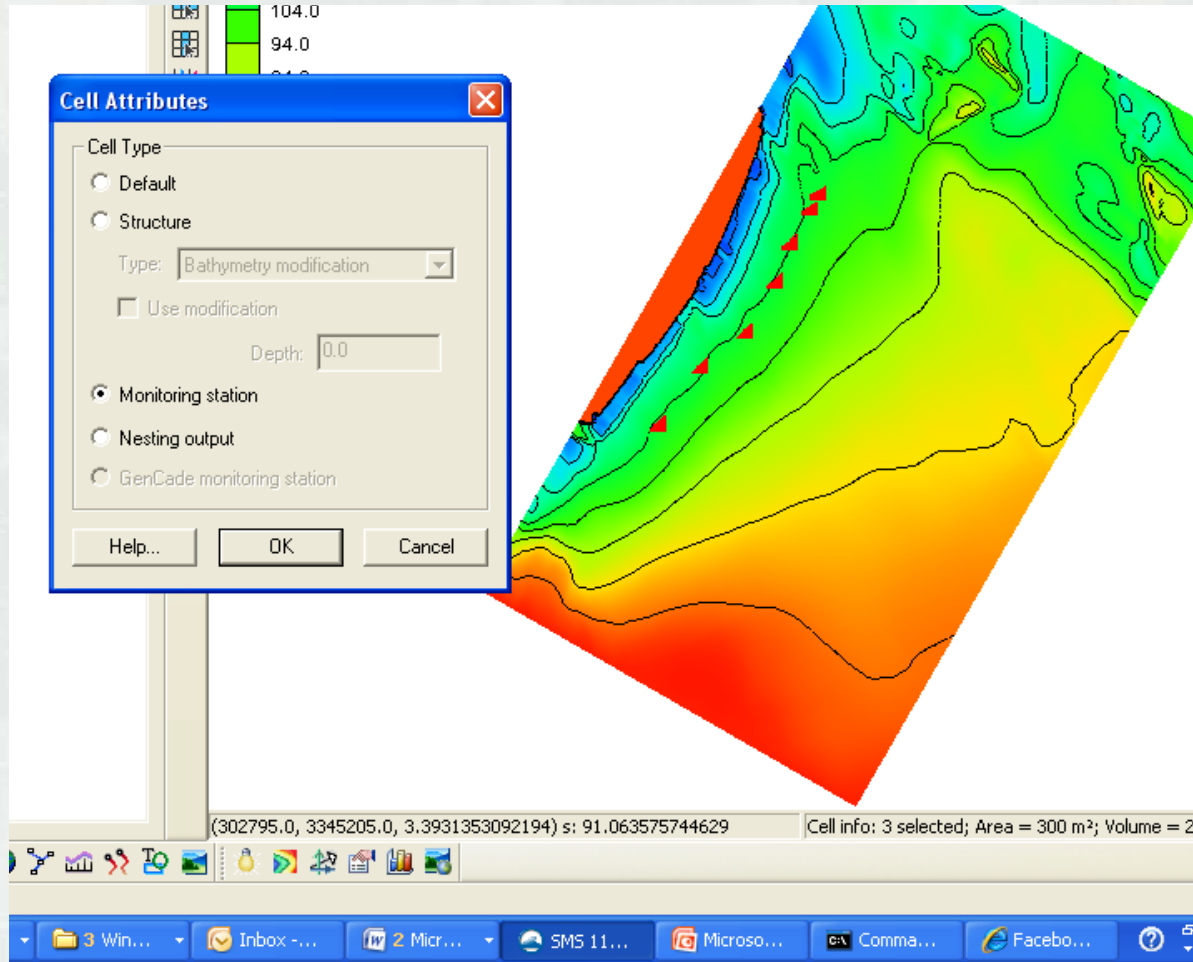 104.0
94.0
Cell Attributes
Cell Type
Default
Structure
Type: Bathymetry modification
Use modification
Depth: 0.0
Monitoring station
Nesting output
GenCade monitoring station
Help... OK Cancel
(302795.0, 3345205.0, 3.3931353092194) s: 91.063575744629 Cell info: 3 selected; Area = 300 m²; Volume = 2
3 Win... Inbox -... 2 Micr... SMS 11... Microso... Comma... Facebo...